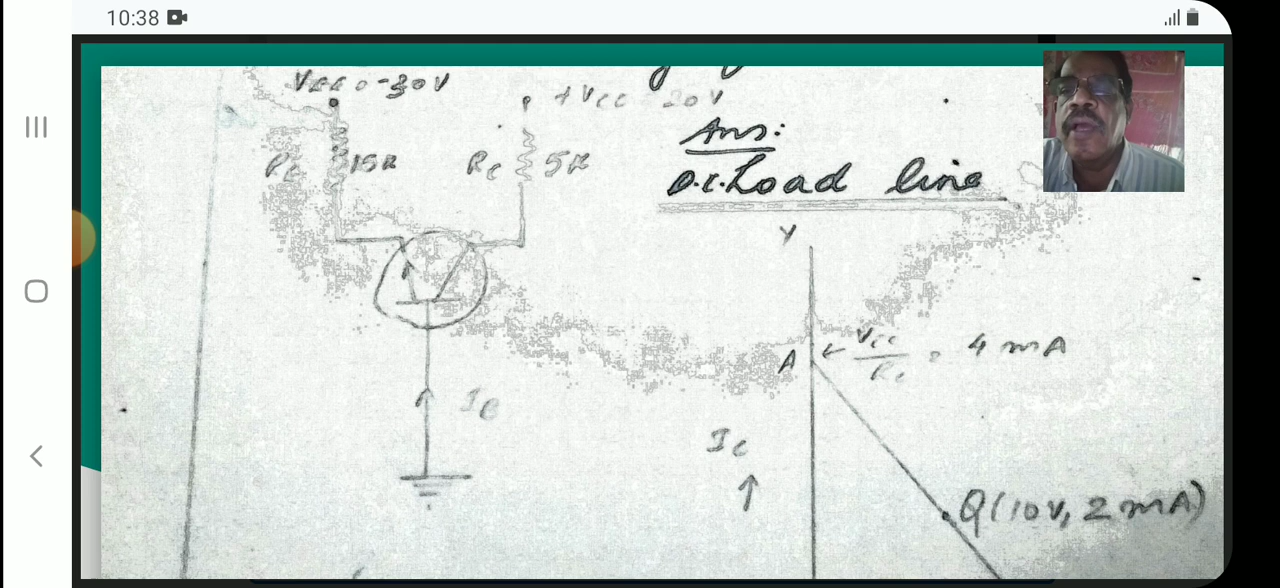 10:38
VEE = -30V
+VCC 20V
RE 15K
RC 5K
Ans:
D.C. Load line
Y
A
VCC
RC
= 4 mA
IB
IC
Q(10V, 2mA)